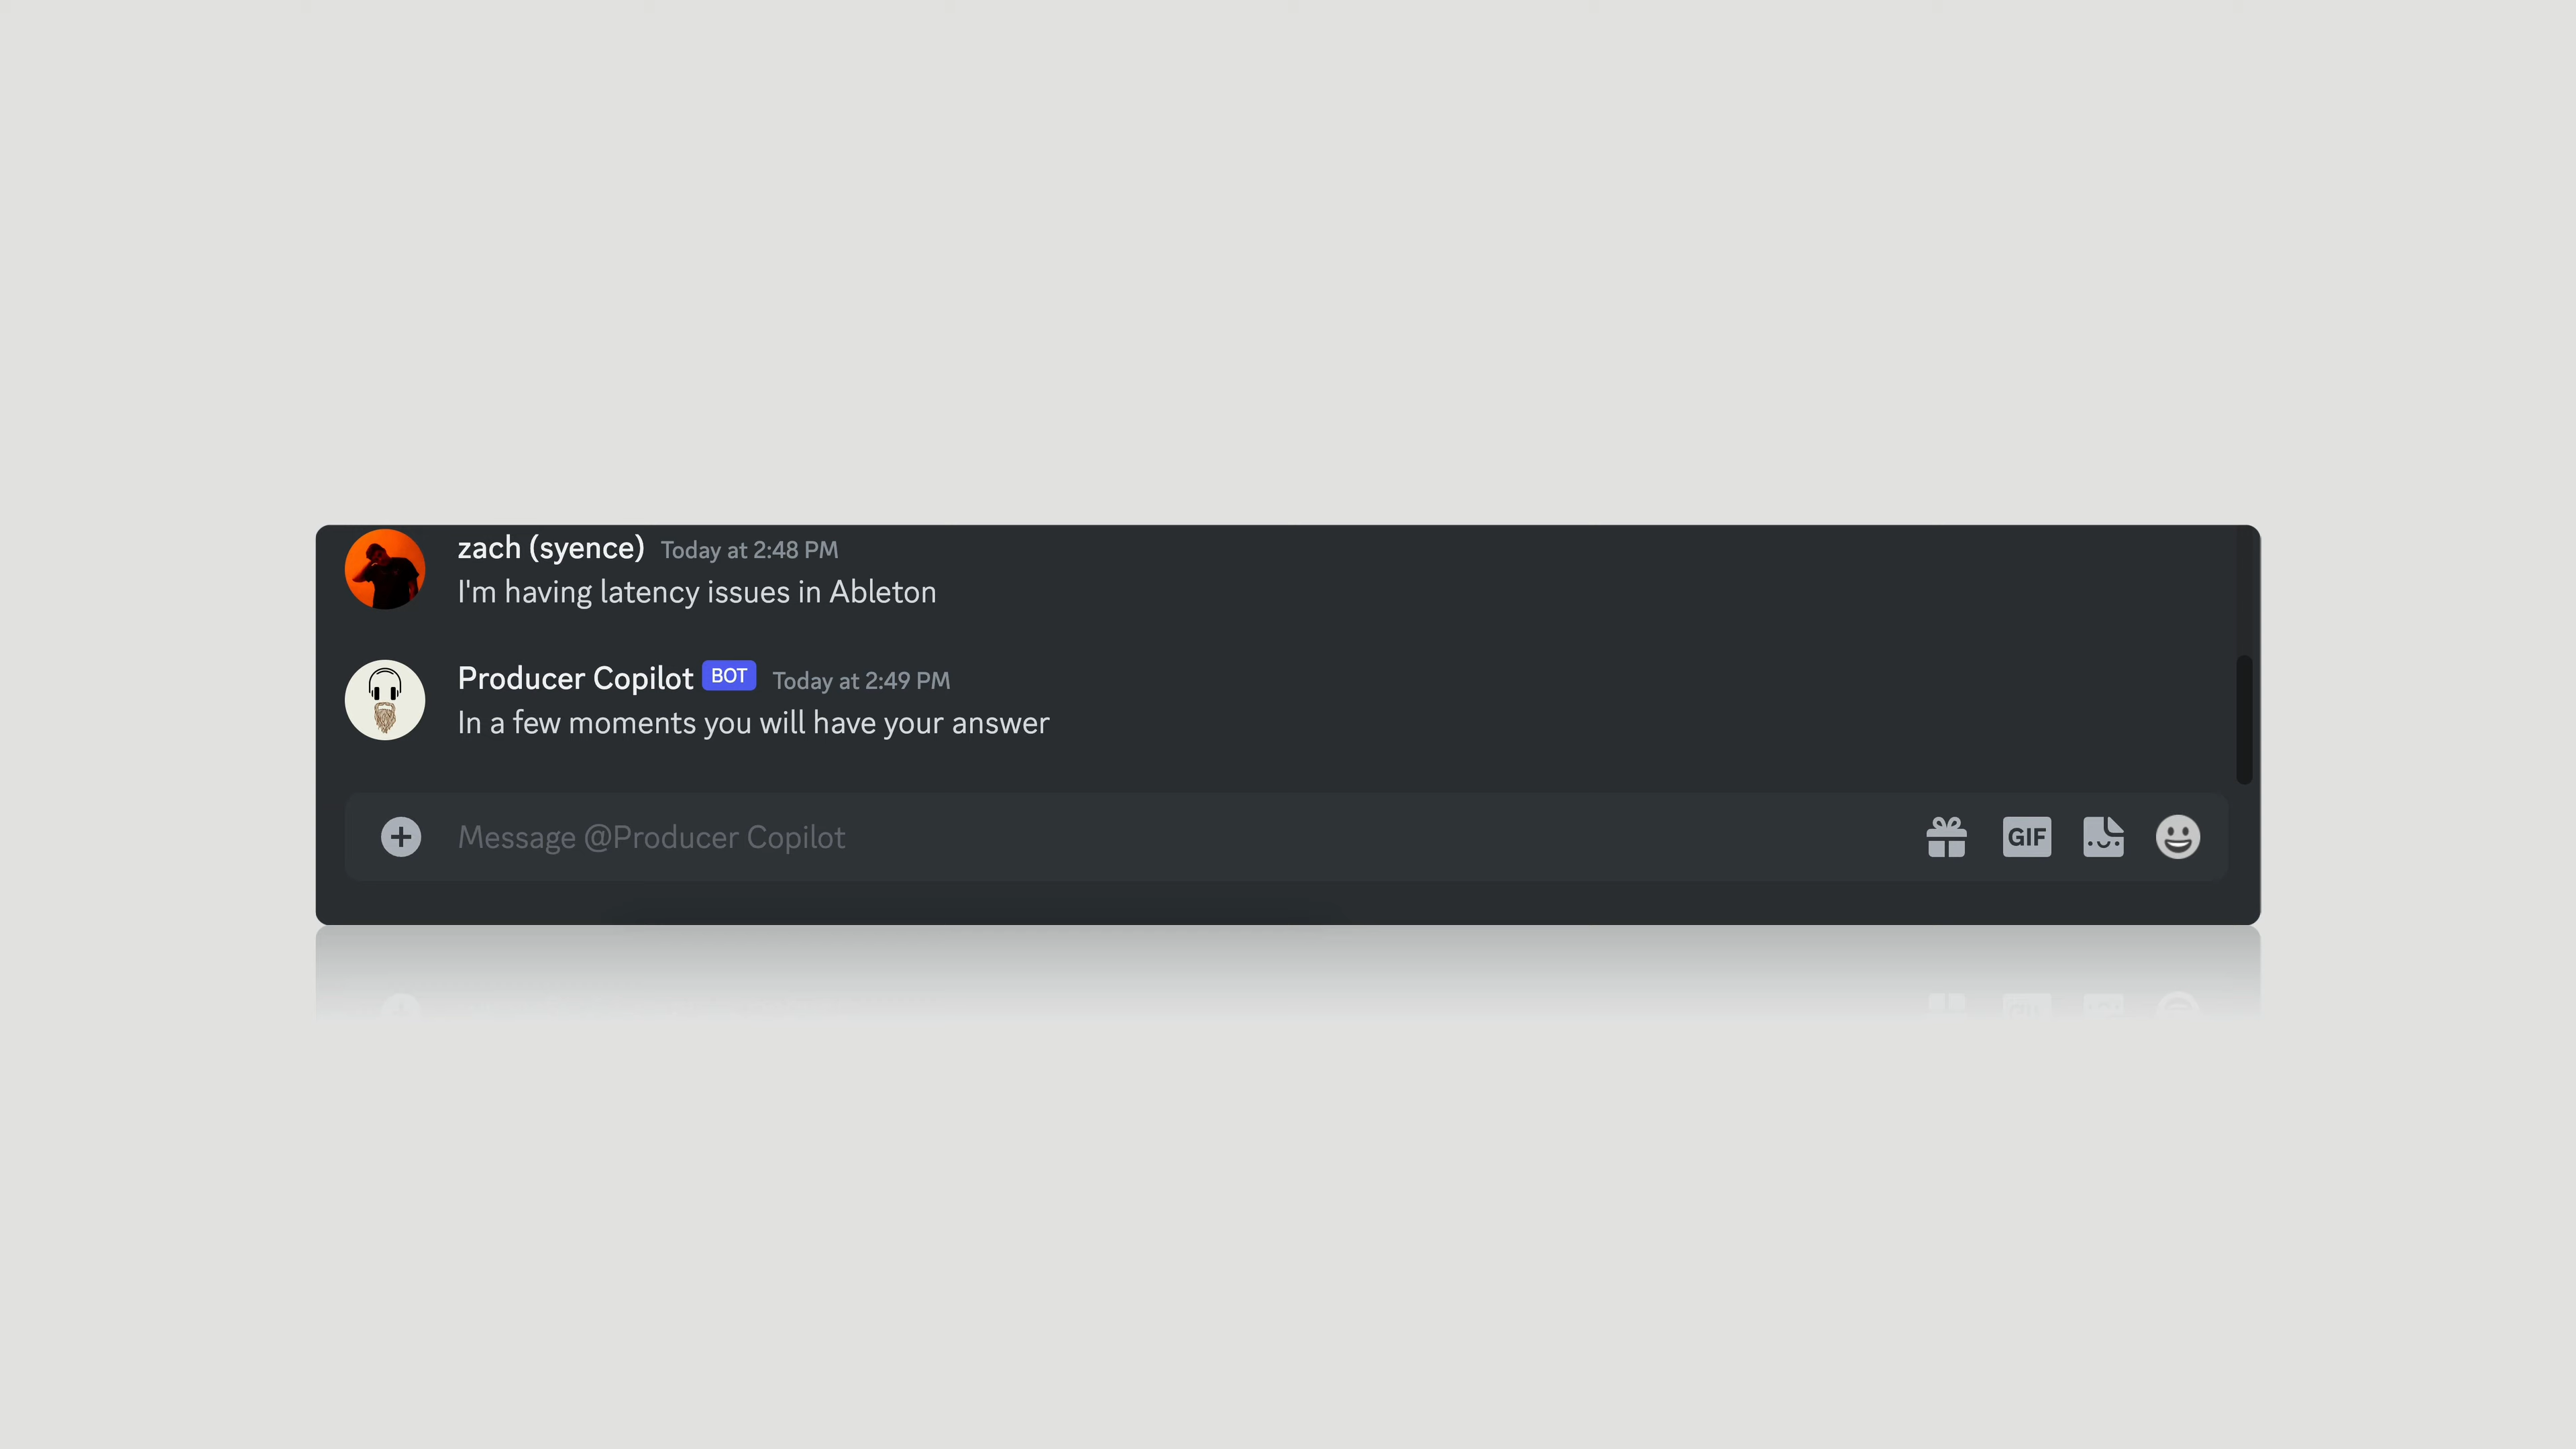 zach (syence) Today at 2:48 PM
I'm having latency issues in Ableton
Producer Copilot BOT Today at 2:49 PM
In a few moments you will have your answer
Message @Producer Copilot
GIF